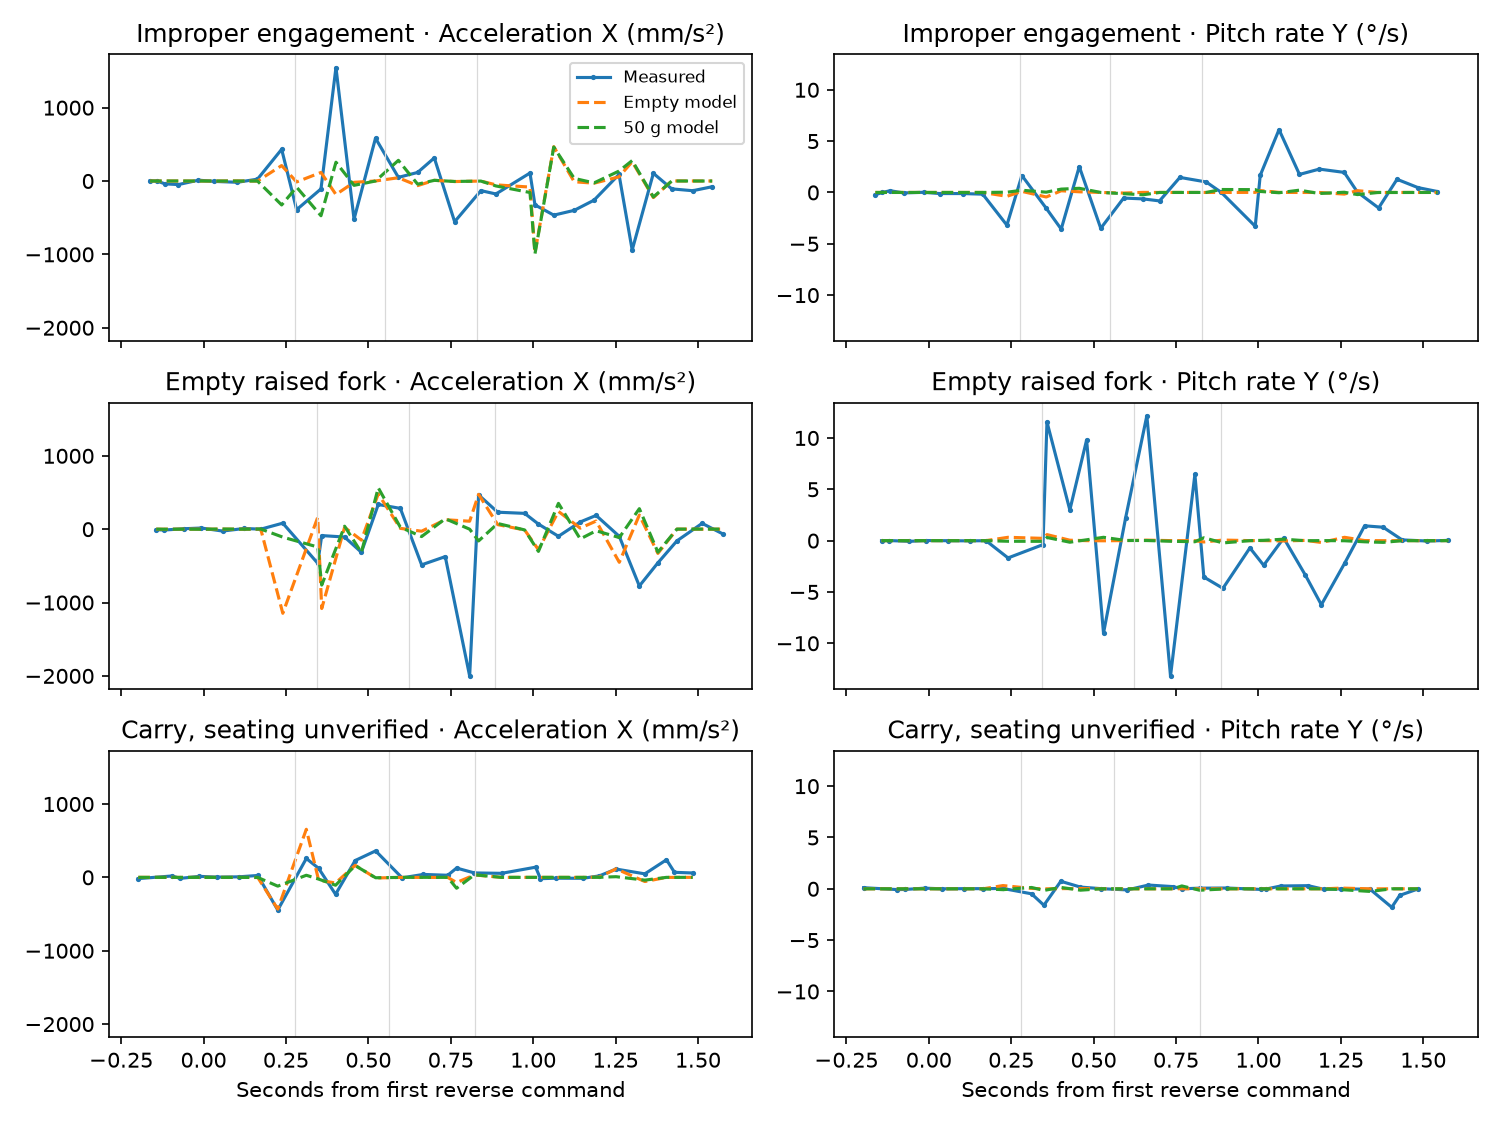 Improper engagement · Acceleration X (mm/s²)
Improper engagement · Pitch rate Y (°/s)
Measured
Empty model
50 g model
1000
0
−1000
−2000
10
5
0
−5
−10
Empty raised fork · Acceleration X (mm/s²)
Empty raised fork · Pitch rate Y (°/s)
1000
0
−1000
−2000
10
5
0
−5
−10
Carry, seating unverified · Acceleration X (mm/s²)
Carry, seating unverified · Pitch rate Y (°/s)
1000
0
−1000
−2000
10
5
0
−5
−10
−0.25 0.00 0.25 0.50 0.75 1.00 1.25 1.50
−0.25 0.00 0.25 0.50 0.75 1.00 1.25 1.50
Seconds from first reverse command
Seconds from first reverse command